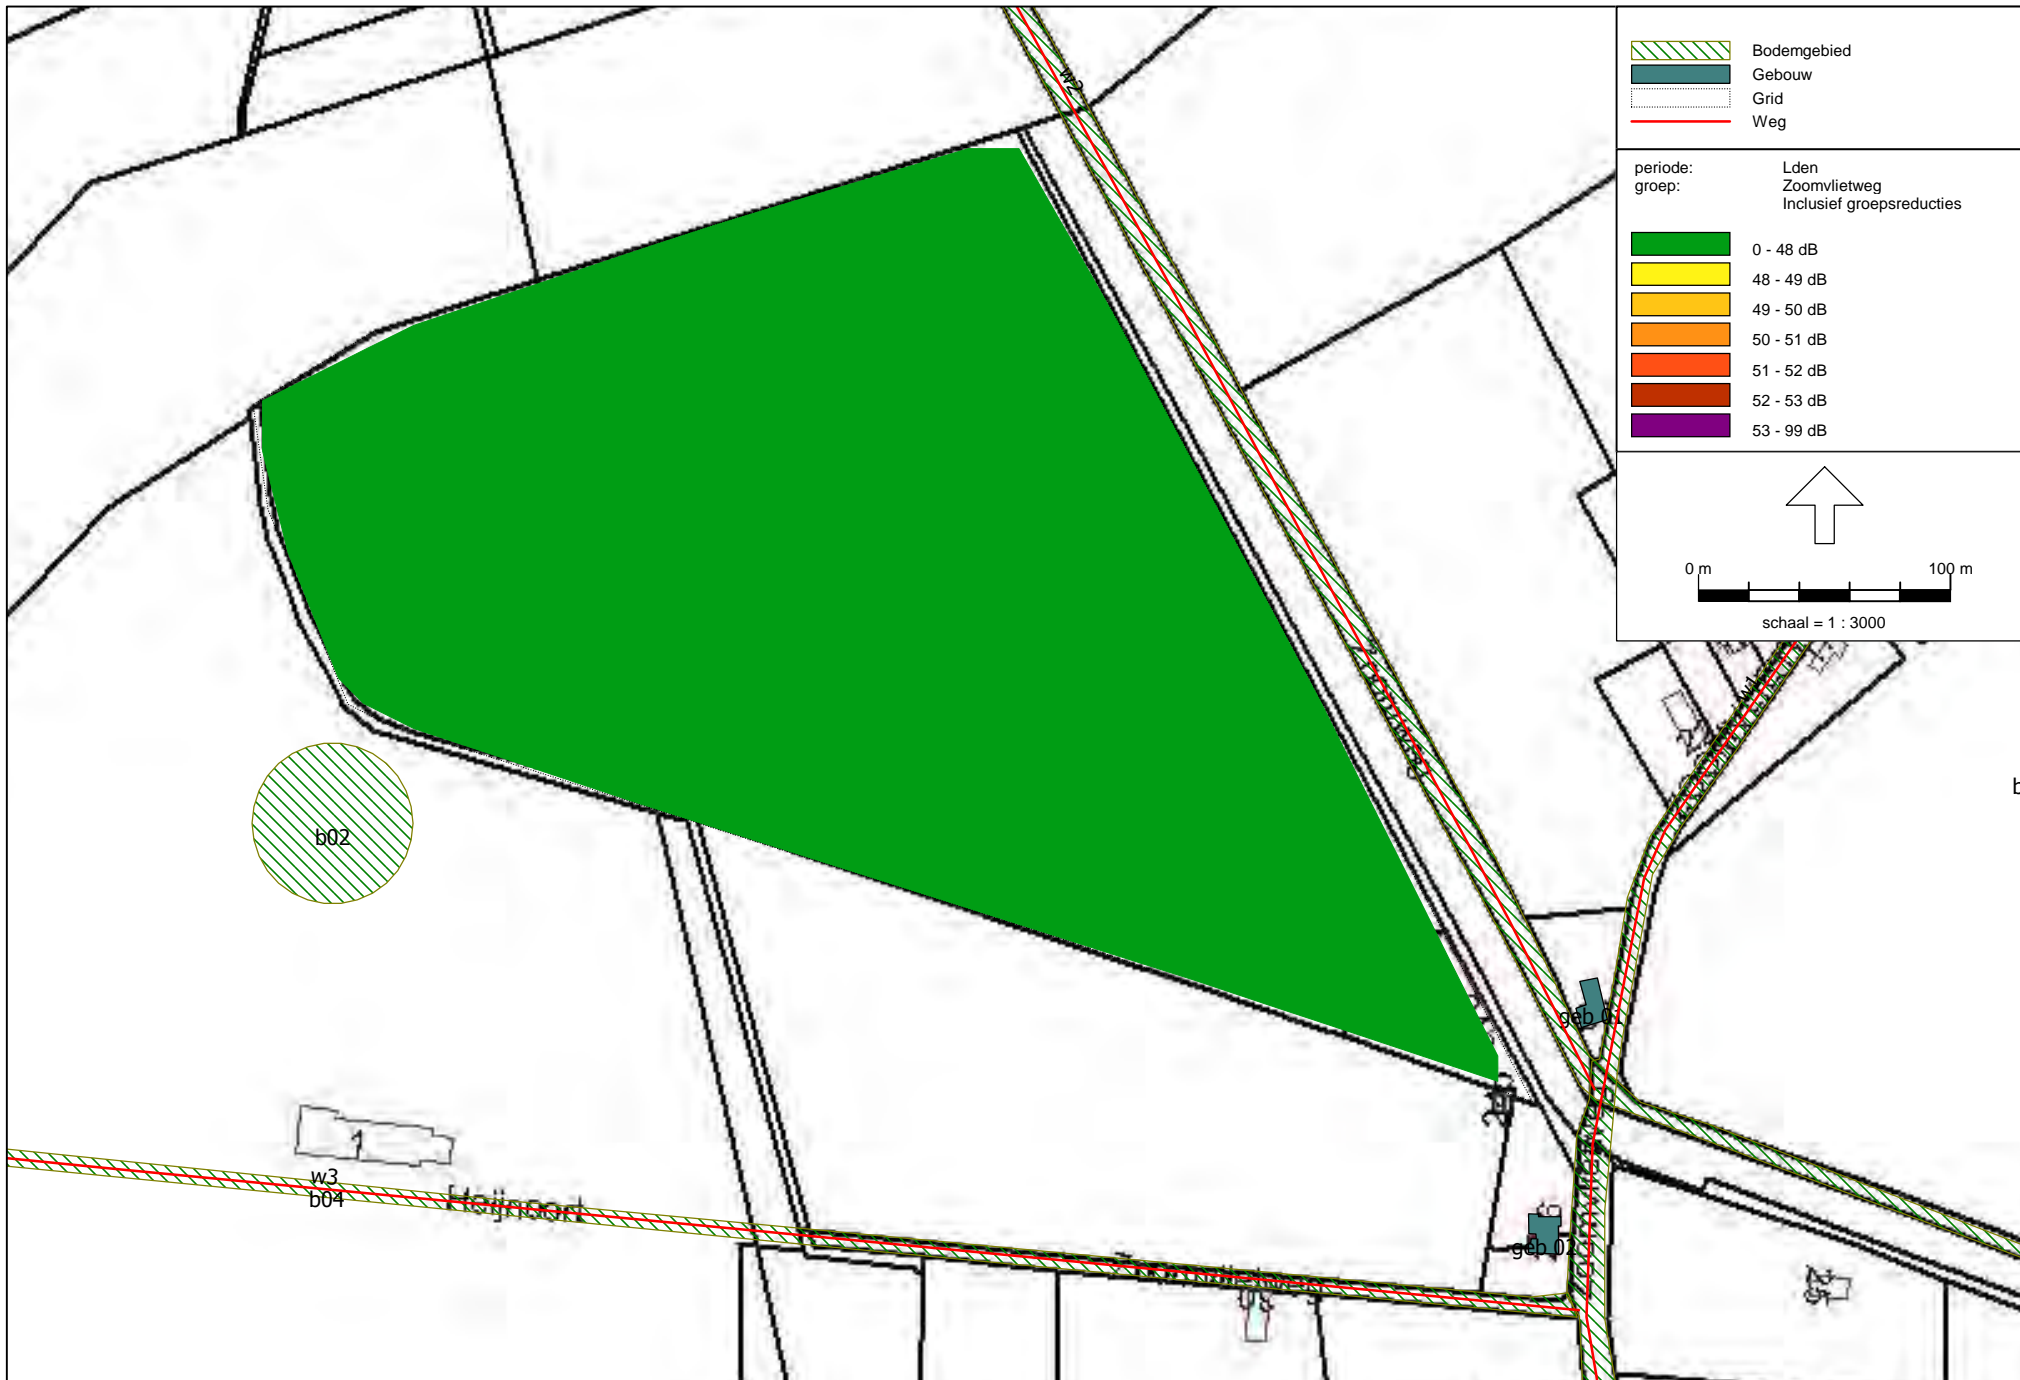 Bodemgebied
Gebouw
Grid
Weg
periode: Lden
groep: Zoomvlietweg
Inclusief groepsreducties
0 - 48 dB
48 - 49 dB
49 - 50 dB
50 - 51 dB
51 - 52 dB
52 - 53 dB
53 - 99 dB
0 m 100 m
schaal = 1 : 3000
w2
w1
b
b02
geb 01
1
w3
b04
geb 02